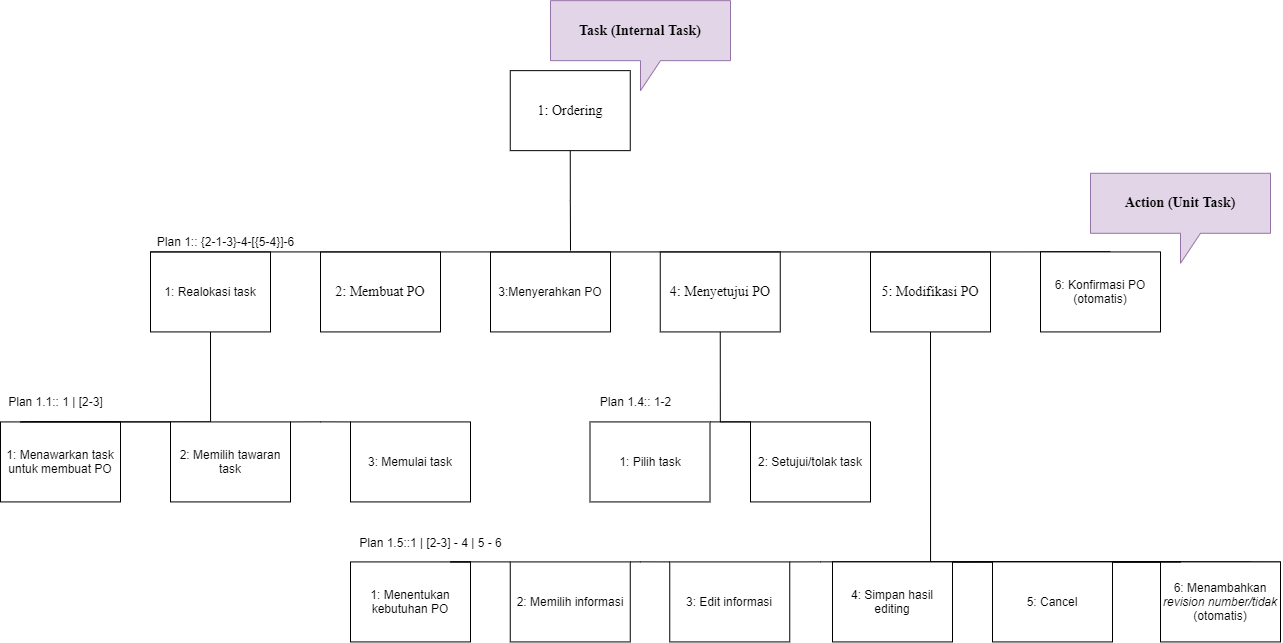 Task (Internal Task)
1: Ordering
Action (Unit Task)
Plan 1:: {2-1-3}-4-[{5-4}]-6
1: Realokasi task
2: Membuat PO
3:Menyerahkan PO
4: Menyetujui PO
5: Modifikasi PO
6: Konfirmasi PO
(otomatis)
Plan 1.1:: 1 | [2-3]
1: Menawarkan task
untuk membuat PO
2: Memilih tawaran
task
3: Memulai task
Plan 1.4:: 1-2
1: Pilih task
2: Setujui/tolak task
Plan 1.5::1 | [2-3] - 4 | 5 - 6
1: Menentukan
kebutuhan PO
2: Memilih informasi
3: Edit informasi
4: Simpan hasil
editing
5: Cancel
6: Menambahkan
revision number/tidak
(otomatis)